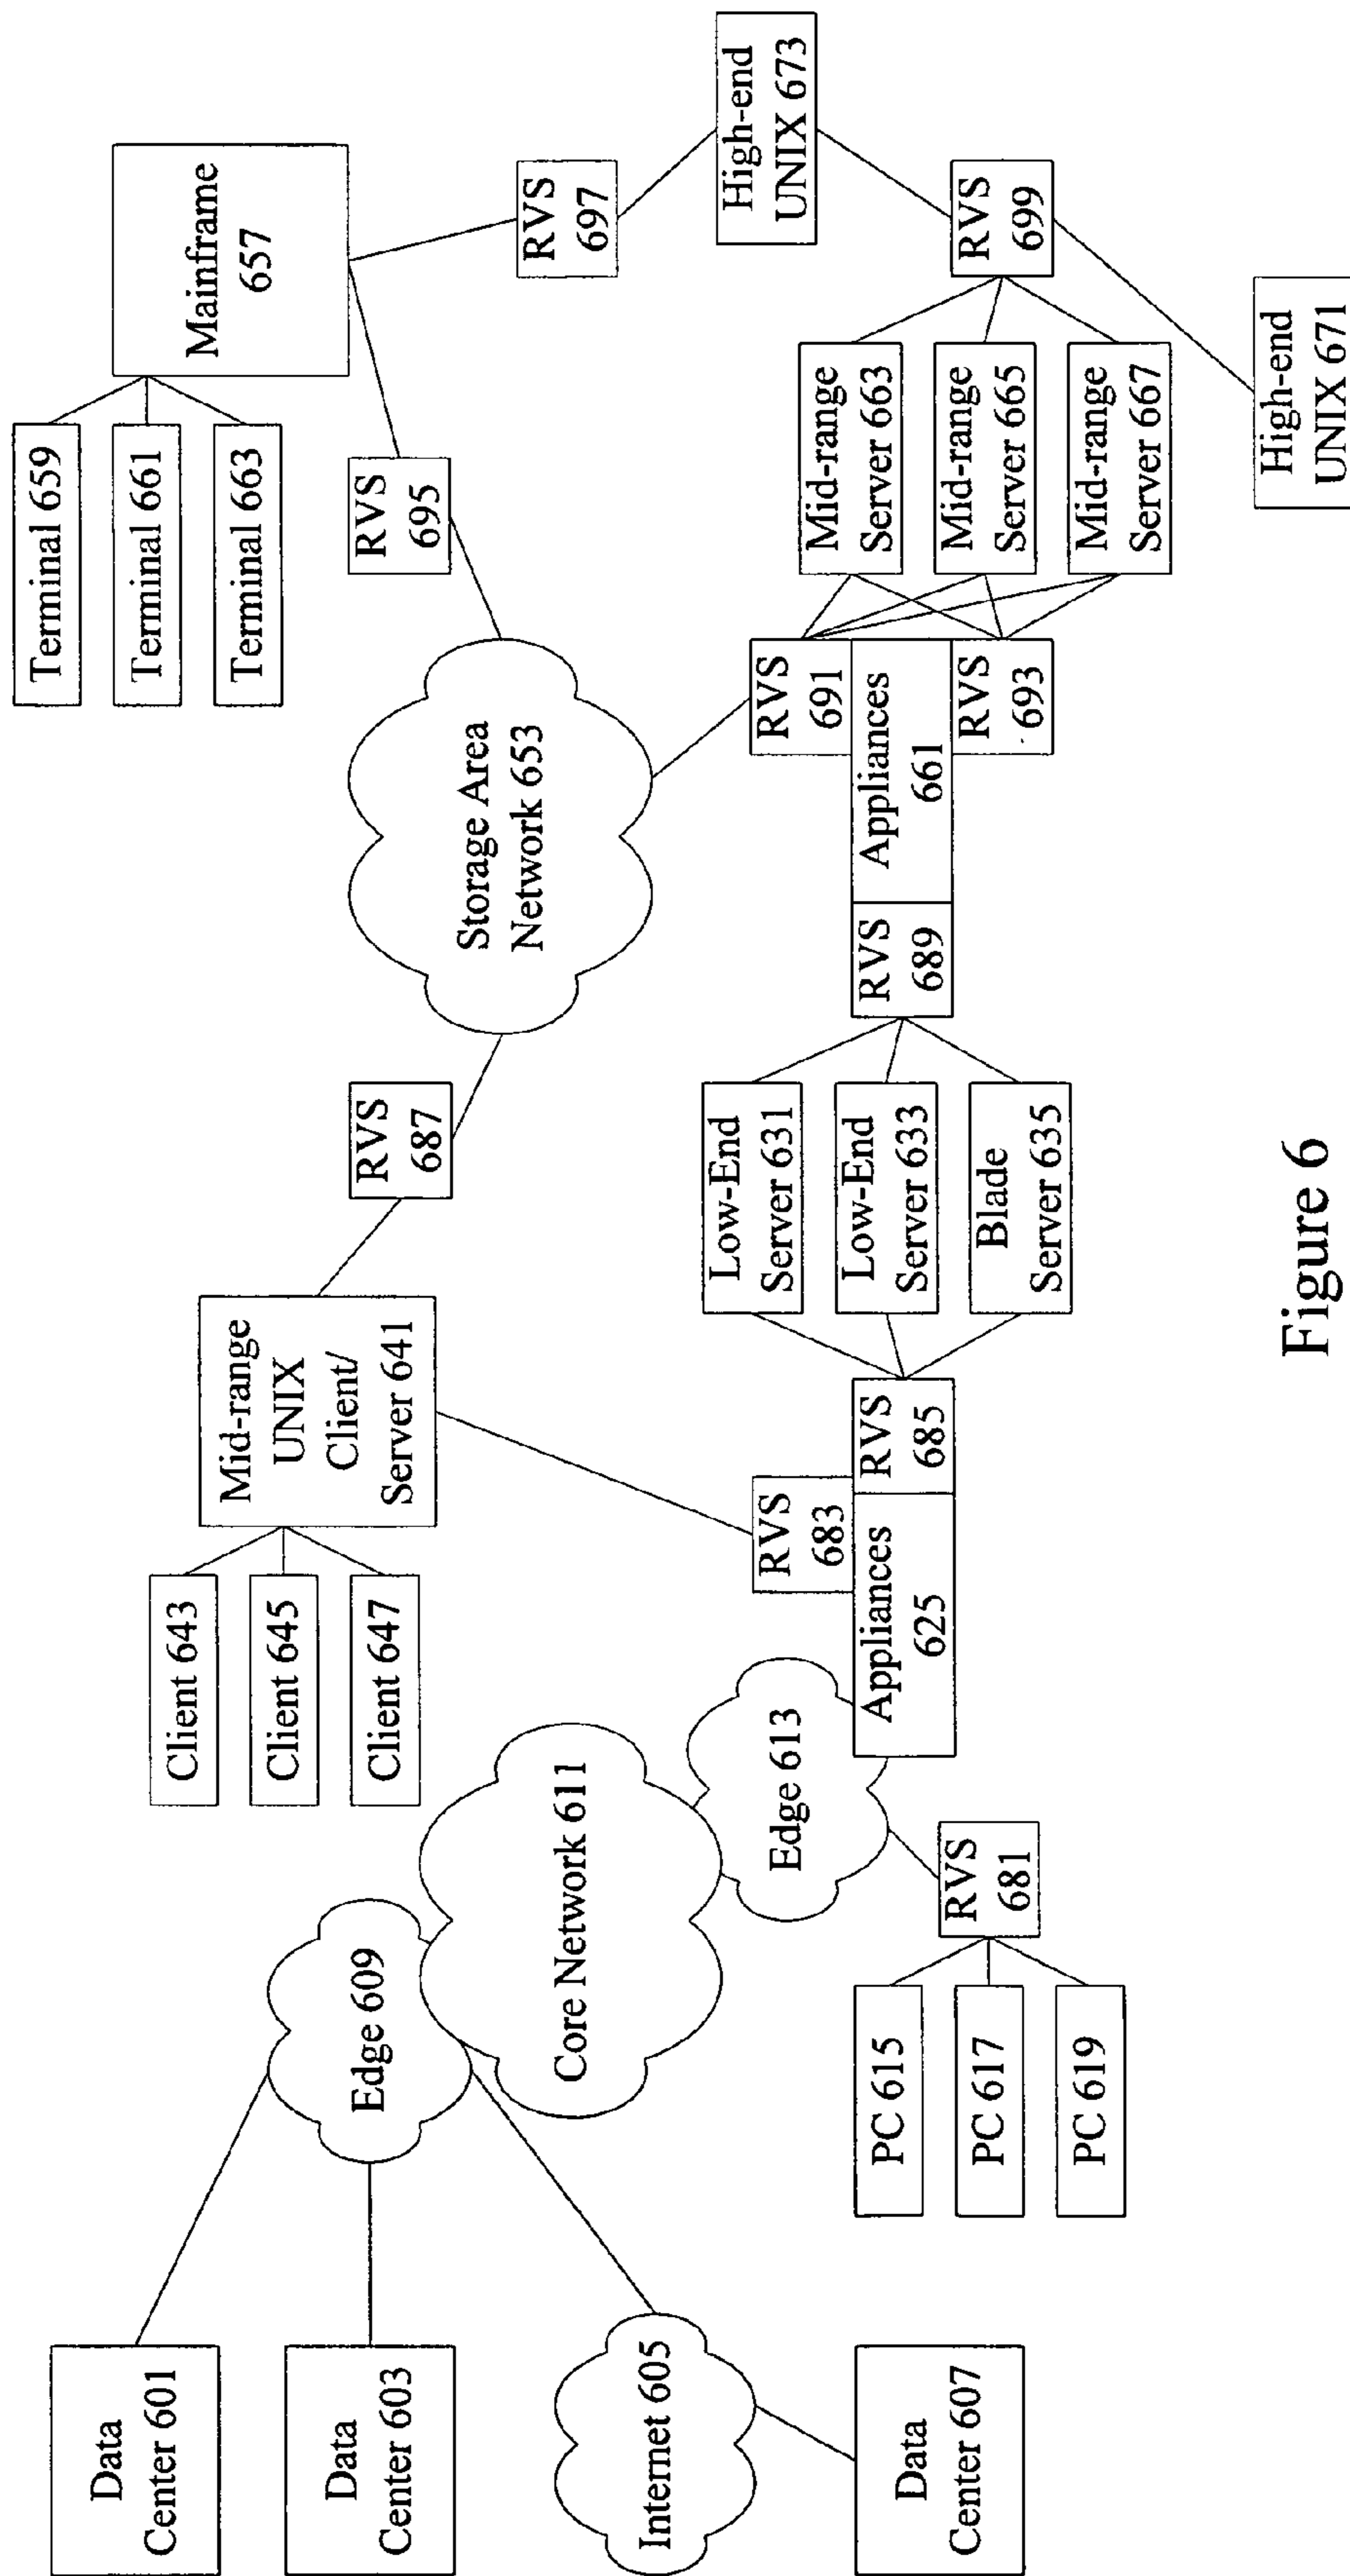 Data
Center 601
Data
Center 603
Internet 605
Data
Center 607
Edge 609
Core Network 611
Edge 613
PC 615
PC 617
PC 619
RVS
681
Client 643
Client 645
Client 647
Mid-range
UNIX
Client/
Server 641
RVS
683
Appliances
625
RVS
685
Low-End
Server 631
Low-End
Server 633
Blade
Server 635
RVS
687
Storage Area
Network 653
RVS
689
Appliances
661
RVS
691
RVS
693
Terminal 659
Terminal 661
Terminal 663
Mainframe
657
RVS
695
RVS
697
Mid-range
Server 663
Mid-range
Server 665
Mid-range
Server 667
RVS
699
High-end
UNIX 673
High-end
UNIX 671
Figure 6